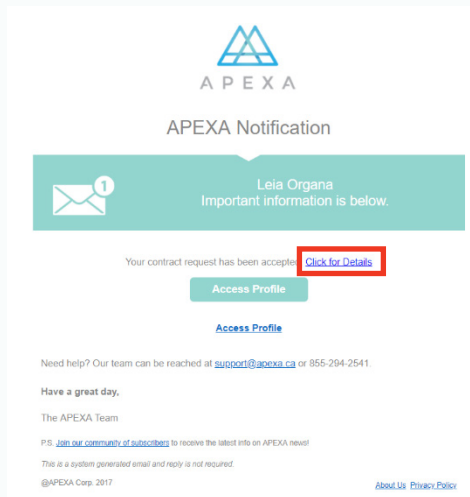 APEXA
APEXA Notification
1
Leia Organa
Important information is below.
Your contract request has been accepted Click for Details
Access Profile
Access Profile
Need help? Our team can be reached at support@apexa.ca or 855-294-2541.
Have a great day,
The APEXA Team
P.S. Join our community of subscribers to receive the latest info on APEXA news!
This is a system generated email and reply is not required.
@APEXA Corp. 2017
About Us Privacy Policy